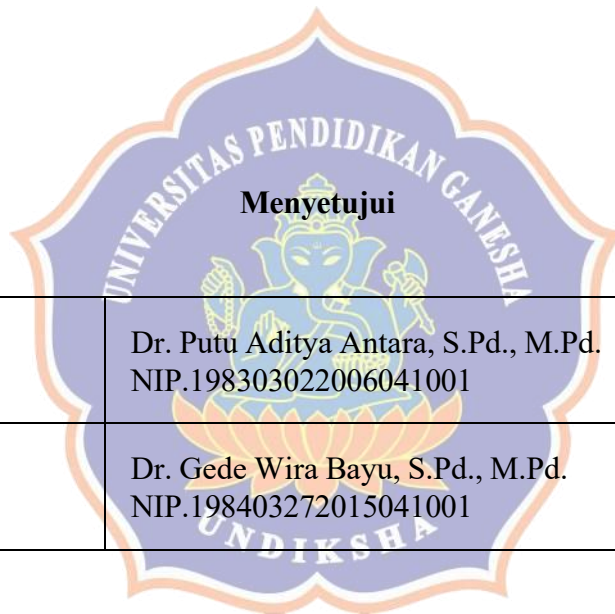 UNIVERSITAS PENDIDIKAN GANESHA
Menyetujui
Dr. Putu Aditya Antara, S.Pd., M.Pd.
NIP.198303022006041001
Dr. Gede Wira Bayu, S.Pd., M.Pd.
NIP.198403272015041001
UNDIKSHA